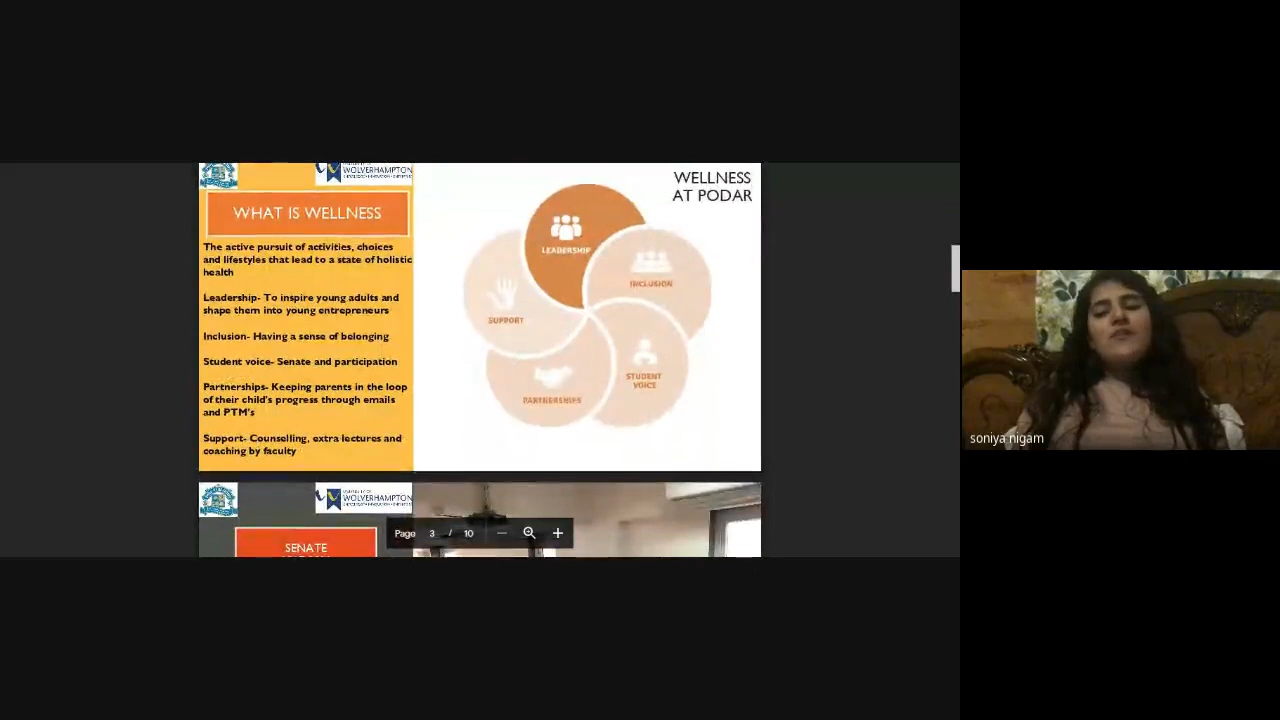 WOLVERHAMPTON
WHAT IS WELLNESS
The active pursuit of activities, choices
and lifestyles that lead to a state of holistic
health
Leadership- To inspire young adults and
shape them into young entrepreneurs
Inclusion- Having a sense of belonging
Student voice- Senate and participation
Partnerships- Keeping parents in the loop
of their child's progress through emails
and PTM's
Support- Counselling, extra lectures and
coaching by faculty
WELLNESS
AT PODAR
LEADERSHIP
INCLUSION
SUPPORT
STUDENT
VOICE
PARTNERSHIPS
WOLVERHAMPTON
SENATE
Page 3 / 10
soniya nigam